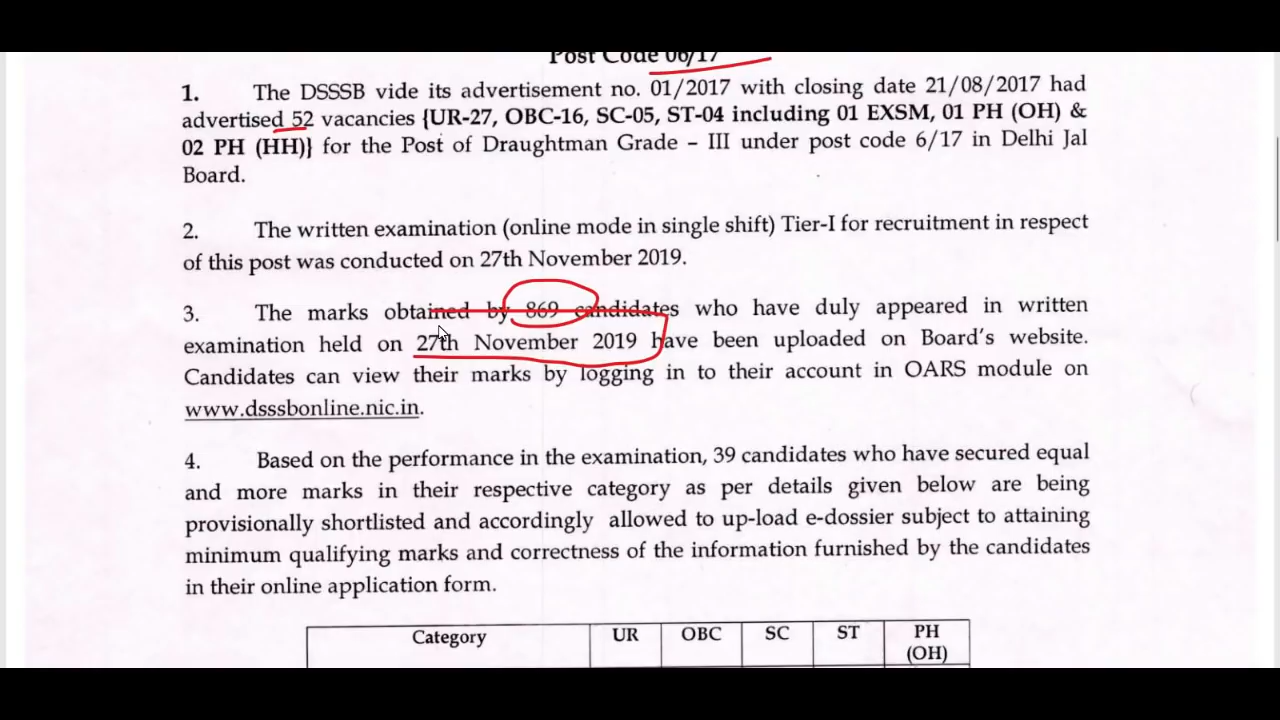 Post Code 06/17
1. The DSSSB vide its advertisement no. 01/2017 with closing date 21/08/2017 had
advertised 52 vacancies {UR-27, OBC-16, SC-05, ST-04 including 01 EXSM, 01 PH (OH) &
02 PH (HH)} for the Post of Draughtman Grade – III under post code 6/17 in Delhi Jal
Board.
2. The written examination (online mode in single shift) Tier-I for recruitment in respect
of this post was conducted on 27th November 2019.
3. The marks obtained by 869 candidates who have duly appeared in written
examination held on 27th November 2019 have been uploaded on Board's website.
Candidates can view their marks by logging in to their account in OARS module on
www.dsssbonline.nic.in.
4. Based on the performance in the examination, 39 candidates who have secured equal
and more marks in their respective category as per details given below are being
provisionally shortlisted and accordingly allowed to up-load e-dossier subject to attaining
minimum qualifying marks and correctness of the information furnished by the candidates
in their online application form.
Category UR OBC SC ST PH
(OH)